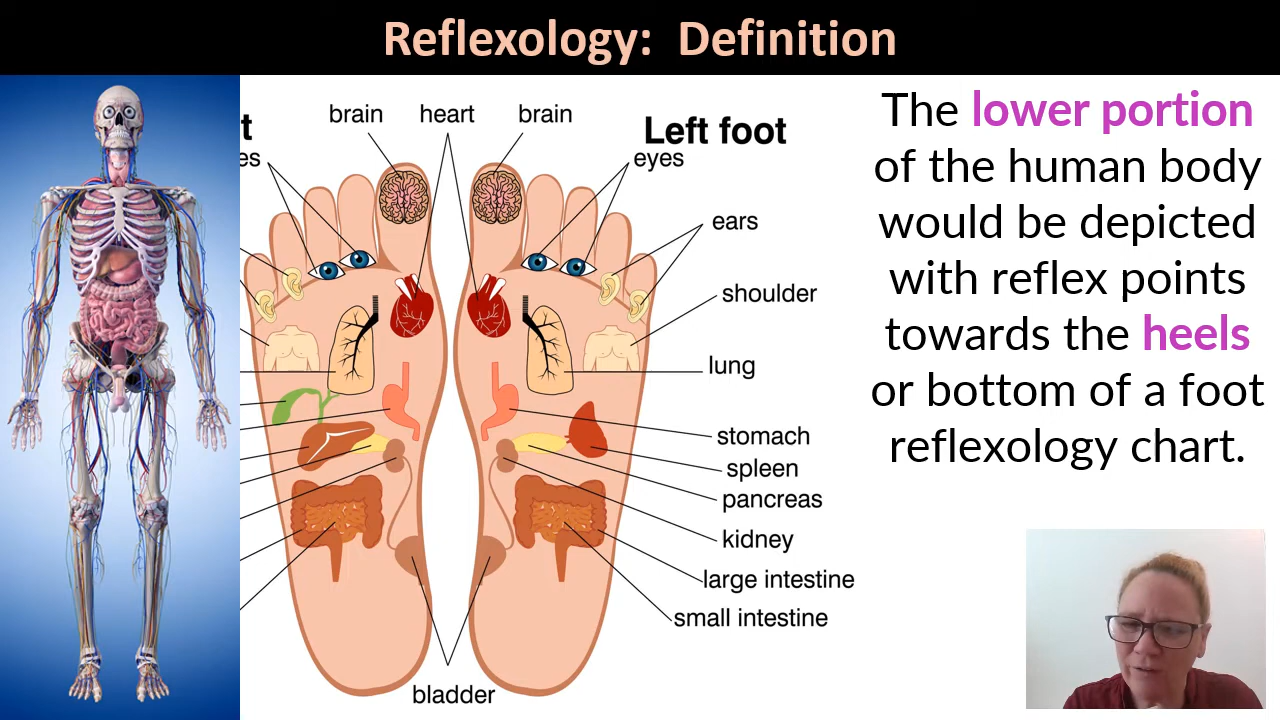 Reflexology:  Definition
brain
heart
brain
t
Left foot
es
eyes
ears
shoulder
lung
stomach
spleen
pancreas
kidney
large intestine
small intestine
bladder
The lower portion
of the human body
would be depicted
with reflex points
towards the heels
or bottom of a foot
reflexology chart.